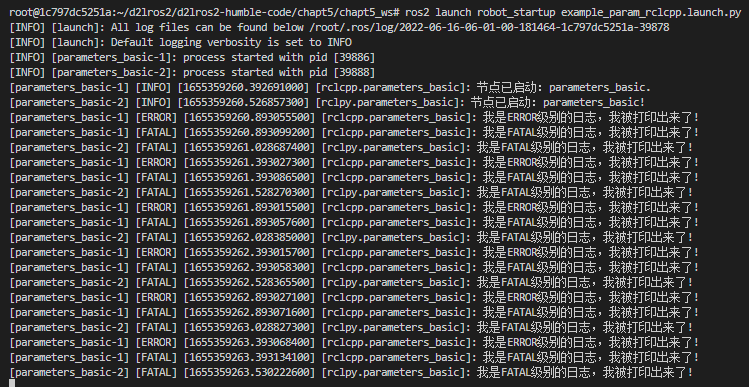 root@1c797dc5251a:~/d2lros2/d2lros2-humble-code/chapt5/chapt5_ws# ros2 launch robot_startup example_param_rclcpp.launch.py
[INFO] [launch]: All log files can be found below /root/.ros/log/2022-06-16-06-01-00-181464-1c797dc5251a-39878
[INFO] [launch]: Default logging verbosity is set to INFO
[INFO] [parameters_basic-1]: process started with pid [39886]
[INFO] [parameters_basic-2]: process started with pid [39888]
[parameters_basic-1] [INFO] [1655359260.392691000] [rclcpp.parameters_basic]: 节点已启动: parameters_basic.
[parameters_basic-2] [INFO] [1655359260.526857300] [rclpy.parameters_basic]: 节点已启动: parameters_basic!
[parameters_basic-1] [ERROR] [1655359260.893055500] [rclcpp.parameters_basic]: 我是ERROR级别的日志，我被打印出来了!
[parameters_basic-1] [FATAL] [1655359260.893099200] [rclcpp.parameters_basic]: 我是FATAL级别的日志，我被打印出来了!
[parameters_basic-2] [FATAL] [1655359261.028687400] [rclpy.parameters_basic]: 我是FATAL级别的日志，我被打印出来了!
[parameters_basic-1] [ERROR] [1655359261.393027300] [rclcpp.parameters_basic]: 我是ERROR级别的日志，我被打印出来了!
[parameters_basic-1] [FATAL] [1655359261.393086500] [rclcpp.parameters_basic]: 我是FATAL级别的日志，我被打印出来了!
[parameters_basic-2] [FATAL] [1655359261.528270300] [rclpy.parameters_basic]: 我是FATAL级别的日志，我被打印出来了!
[parameters_basic-1] [ERROR] [1655359261.893015500] [rclcpp.parameters_basic]: 我是ERROR级别的日志，我被打印出来了!
[parameters_basic-1] [FATAL] [1655359261.893057600] [rclcpp.parameters_basic]: 我是FATAL级别的日志，我被打印出来了!
[parameters_basic-2] [FATAL] [1655359262.028385000] [rclpy.parameters_basic]: 我是FATAL级别的日志，我被打印出来了!
[parameters_basic-1] [ERROR] [1655359262.393015700] [rclcpp.parameters_basic]: 我是ERROR级别的日志，我被打印出来了!
[parameters_basic-1] [FATAL] [1655359262.393058300] [rclcpp.parameters_basic]: 我是FATAL级别的日志，我被打印出来了!
[parameters_basic-2] [FATAL] [1655359262.528365500] [rclpy.parameters_basic]: 我是FATAL级别的日志，我被打印出来了!
[parameters_basic-1] [ERROR] [1655359262.893027100] [rclcpp.parameters_basic]: 我是ERROR级别的日志，我被打印出来了!
[parameters_basic-1] [FATAL] [1655359262.893071600] [rclcpp.parameters_basic]: 我是FATAL级别的日志，我被打印出来了!
[parameters_basic-2] [FATAL] [1655359263.028827300] [rclpy.parameters_basic]: 我是FATAL级别的日志，我被打印出来了!
[parameters_basic-1] [ERROR] [1655359263.393068400] [rclcpp.parameters_basic]: 我是ERROR级别的日志，我被打印出来了!
[parameters_basic-1] [FATAL] [1655359263.393134100] [rclcpp.parameters_basic]: 我是FATAL级别的日志，我被打印出来了!
[parameters_basic-2] [FATAL] [1655359263.530222600] [rclpy.parameters_basic]: 我是FATAL级别的日志，我被打印出来了!